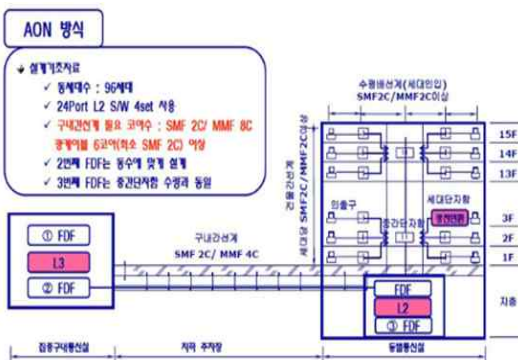 AON 방식
설계기초자료
동세대수 : 96세대
24Port L2 S/W 4set 사용
구내간선계 필요 코어수 : SMF 2C/ MMF 8C
광케이블 6코어(최소 SMF 2C) 이상
2번째 FDF는 동수에 맞게 설계
3번째 FDF는 중간단자함 수량과 동일
수평배선계(세대인입)
SMF2C/MMF2C이상
건물간선계
세대당 SMF2C/MMF2C이상
15F
14F
13F
인출구
세대단자함
중간단자함
3F
2F
1F
① FDF
L3
② FDF
구내간선계
SMF 2C/ MMF 4C
FDF
L2
③ FDF
지층
집중구내통신실
지하 주차장
동별통신실